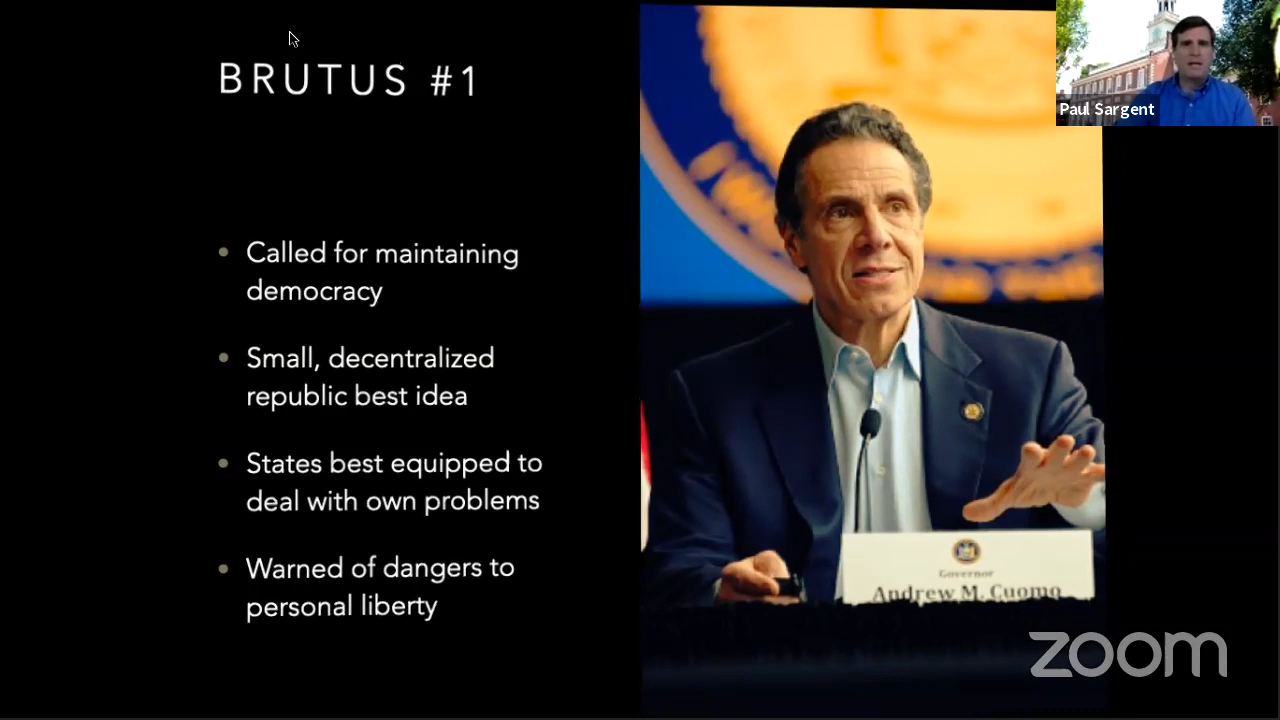 BRUTUS #1
• Called for maintaining
democracy
• Small, decentralized
republic best idea
• States best equipped to
deal with own problems
• Warned of dangers to
personal liberty
Paul Sargent
Governor
Andrew M. Cuomo
zoom